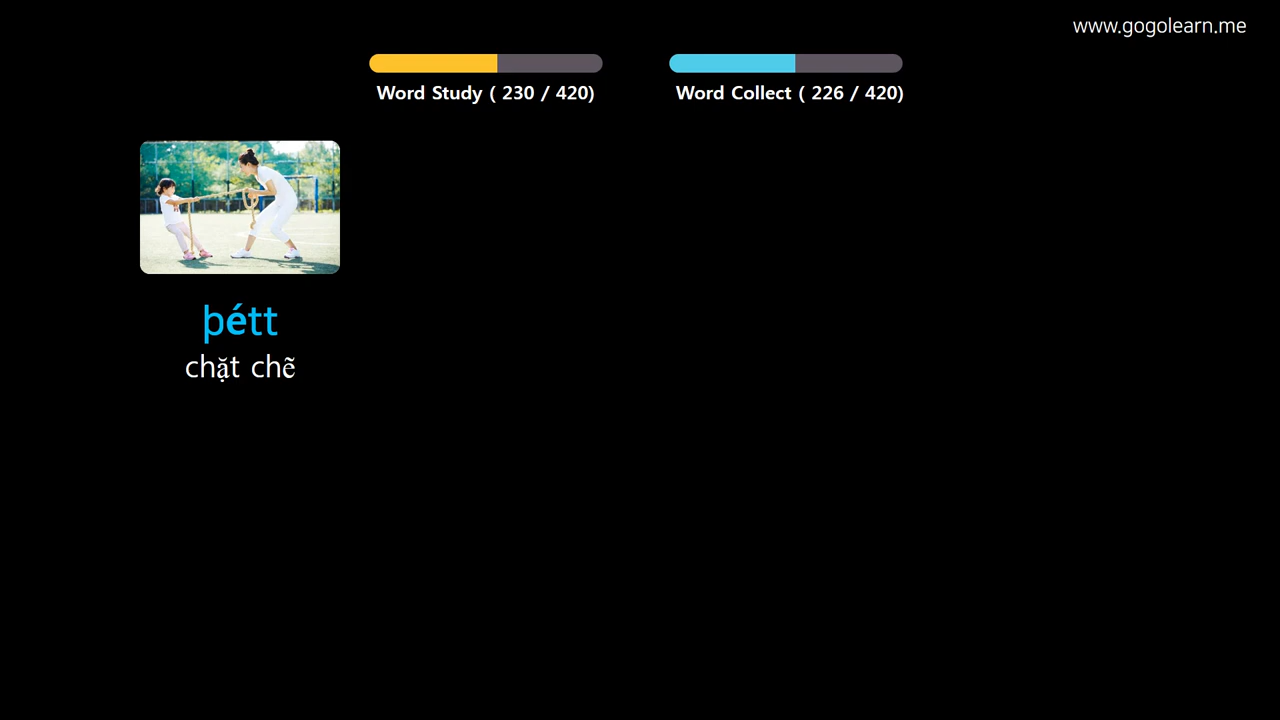 www.gogolearn.me
Word Study ( 230 / 420)
Word Collect ( 226 / 420)
þétt
chặt chẽ